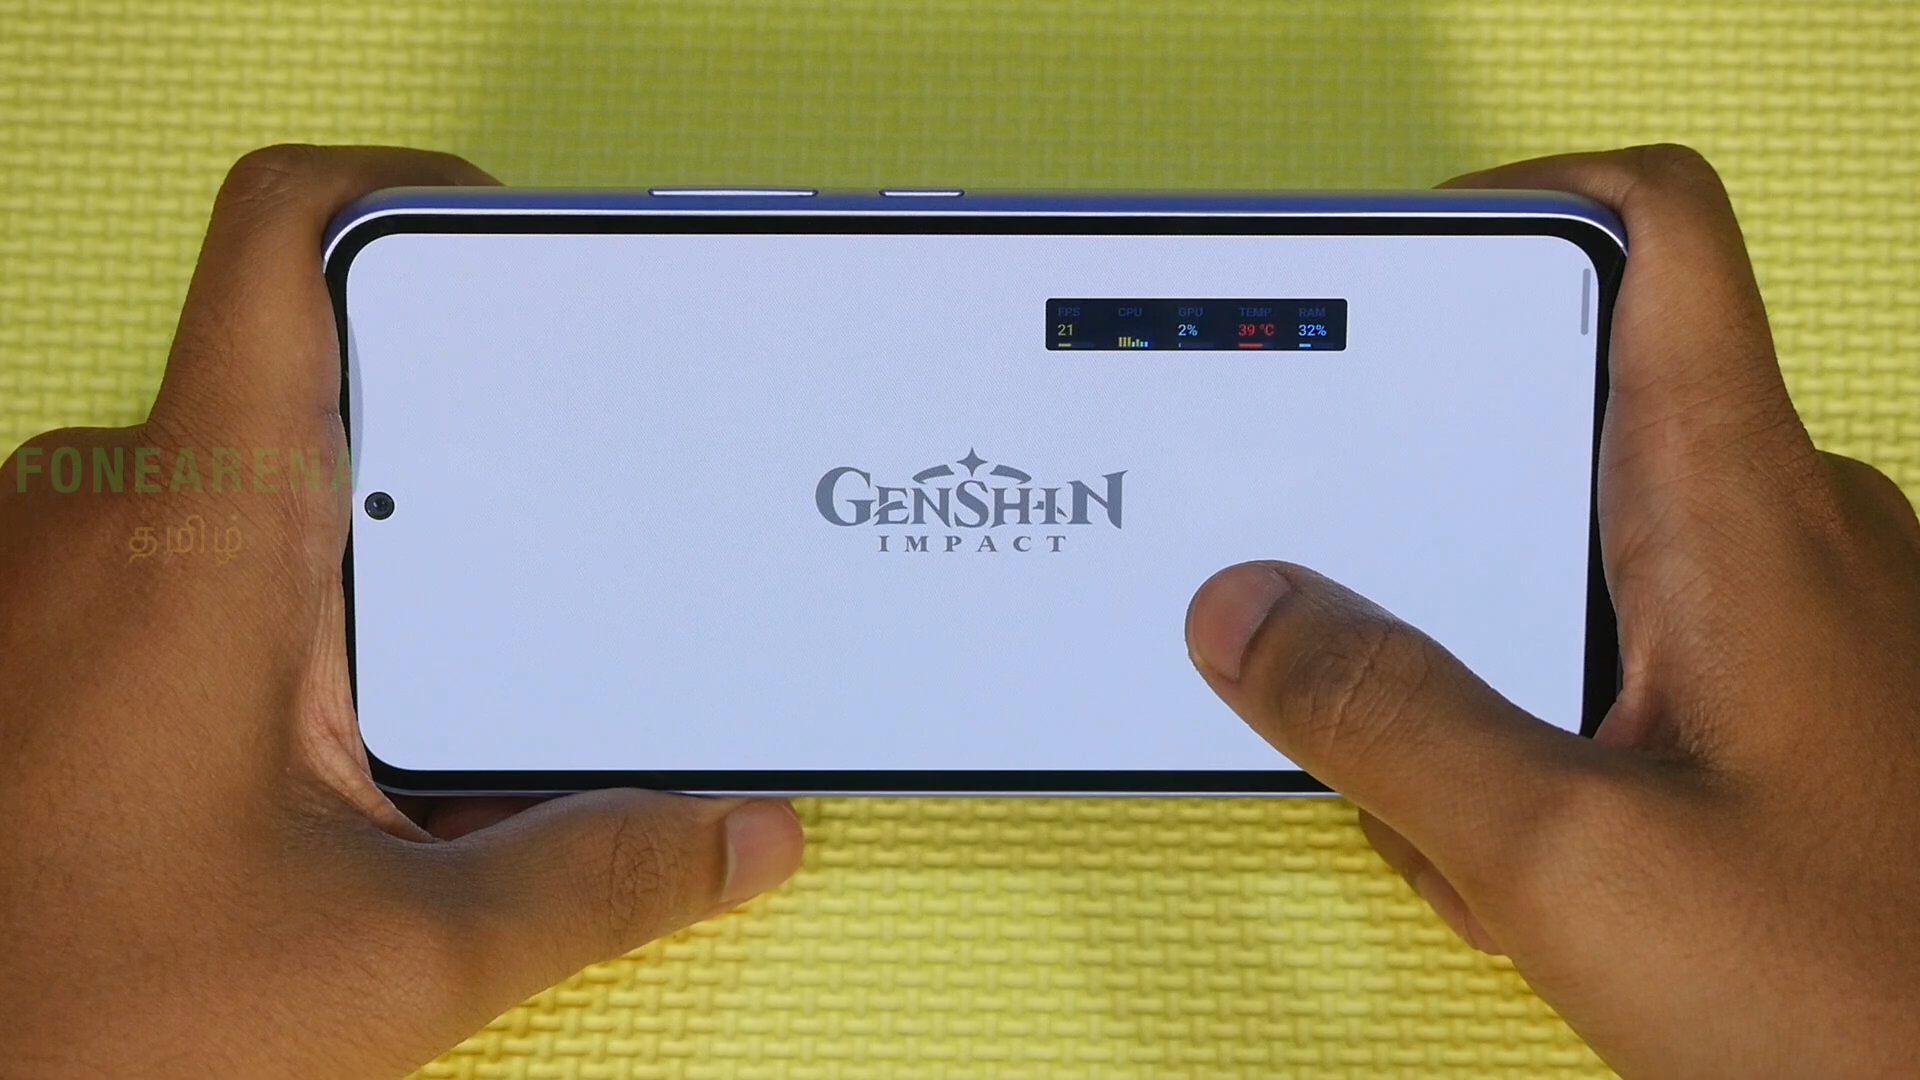 FPS CPU GPU TEMP. RAM
21 2% 39 °C 32%
FONEARENA
தமிழ்
GENSHIN
IMPACT